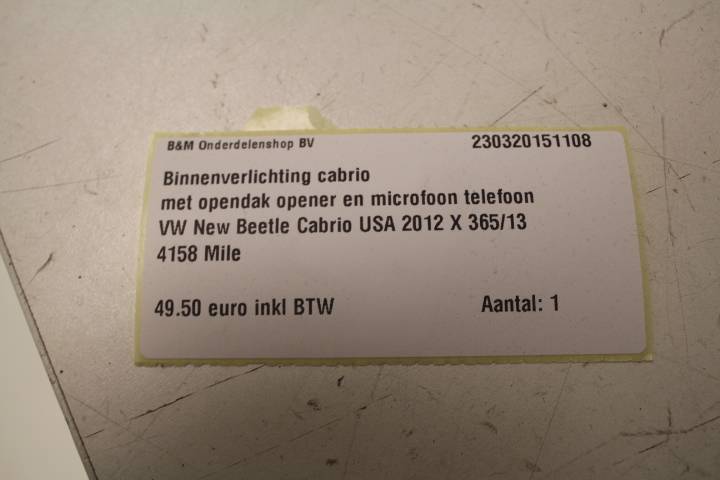 B&M Onderdelenshop BV 230320151108
Binnenverlichting cabrio
met opendak opener en microfoon telefoon
VW New Beetle Cabrio USA 2012 X 365/13
4158 Mile
49.50 euro inkl BTW Aantal: 1